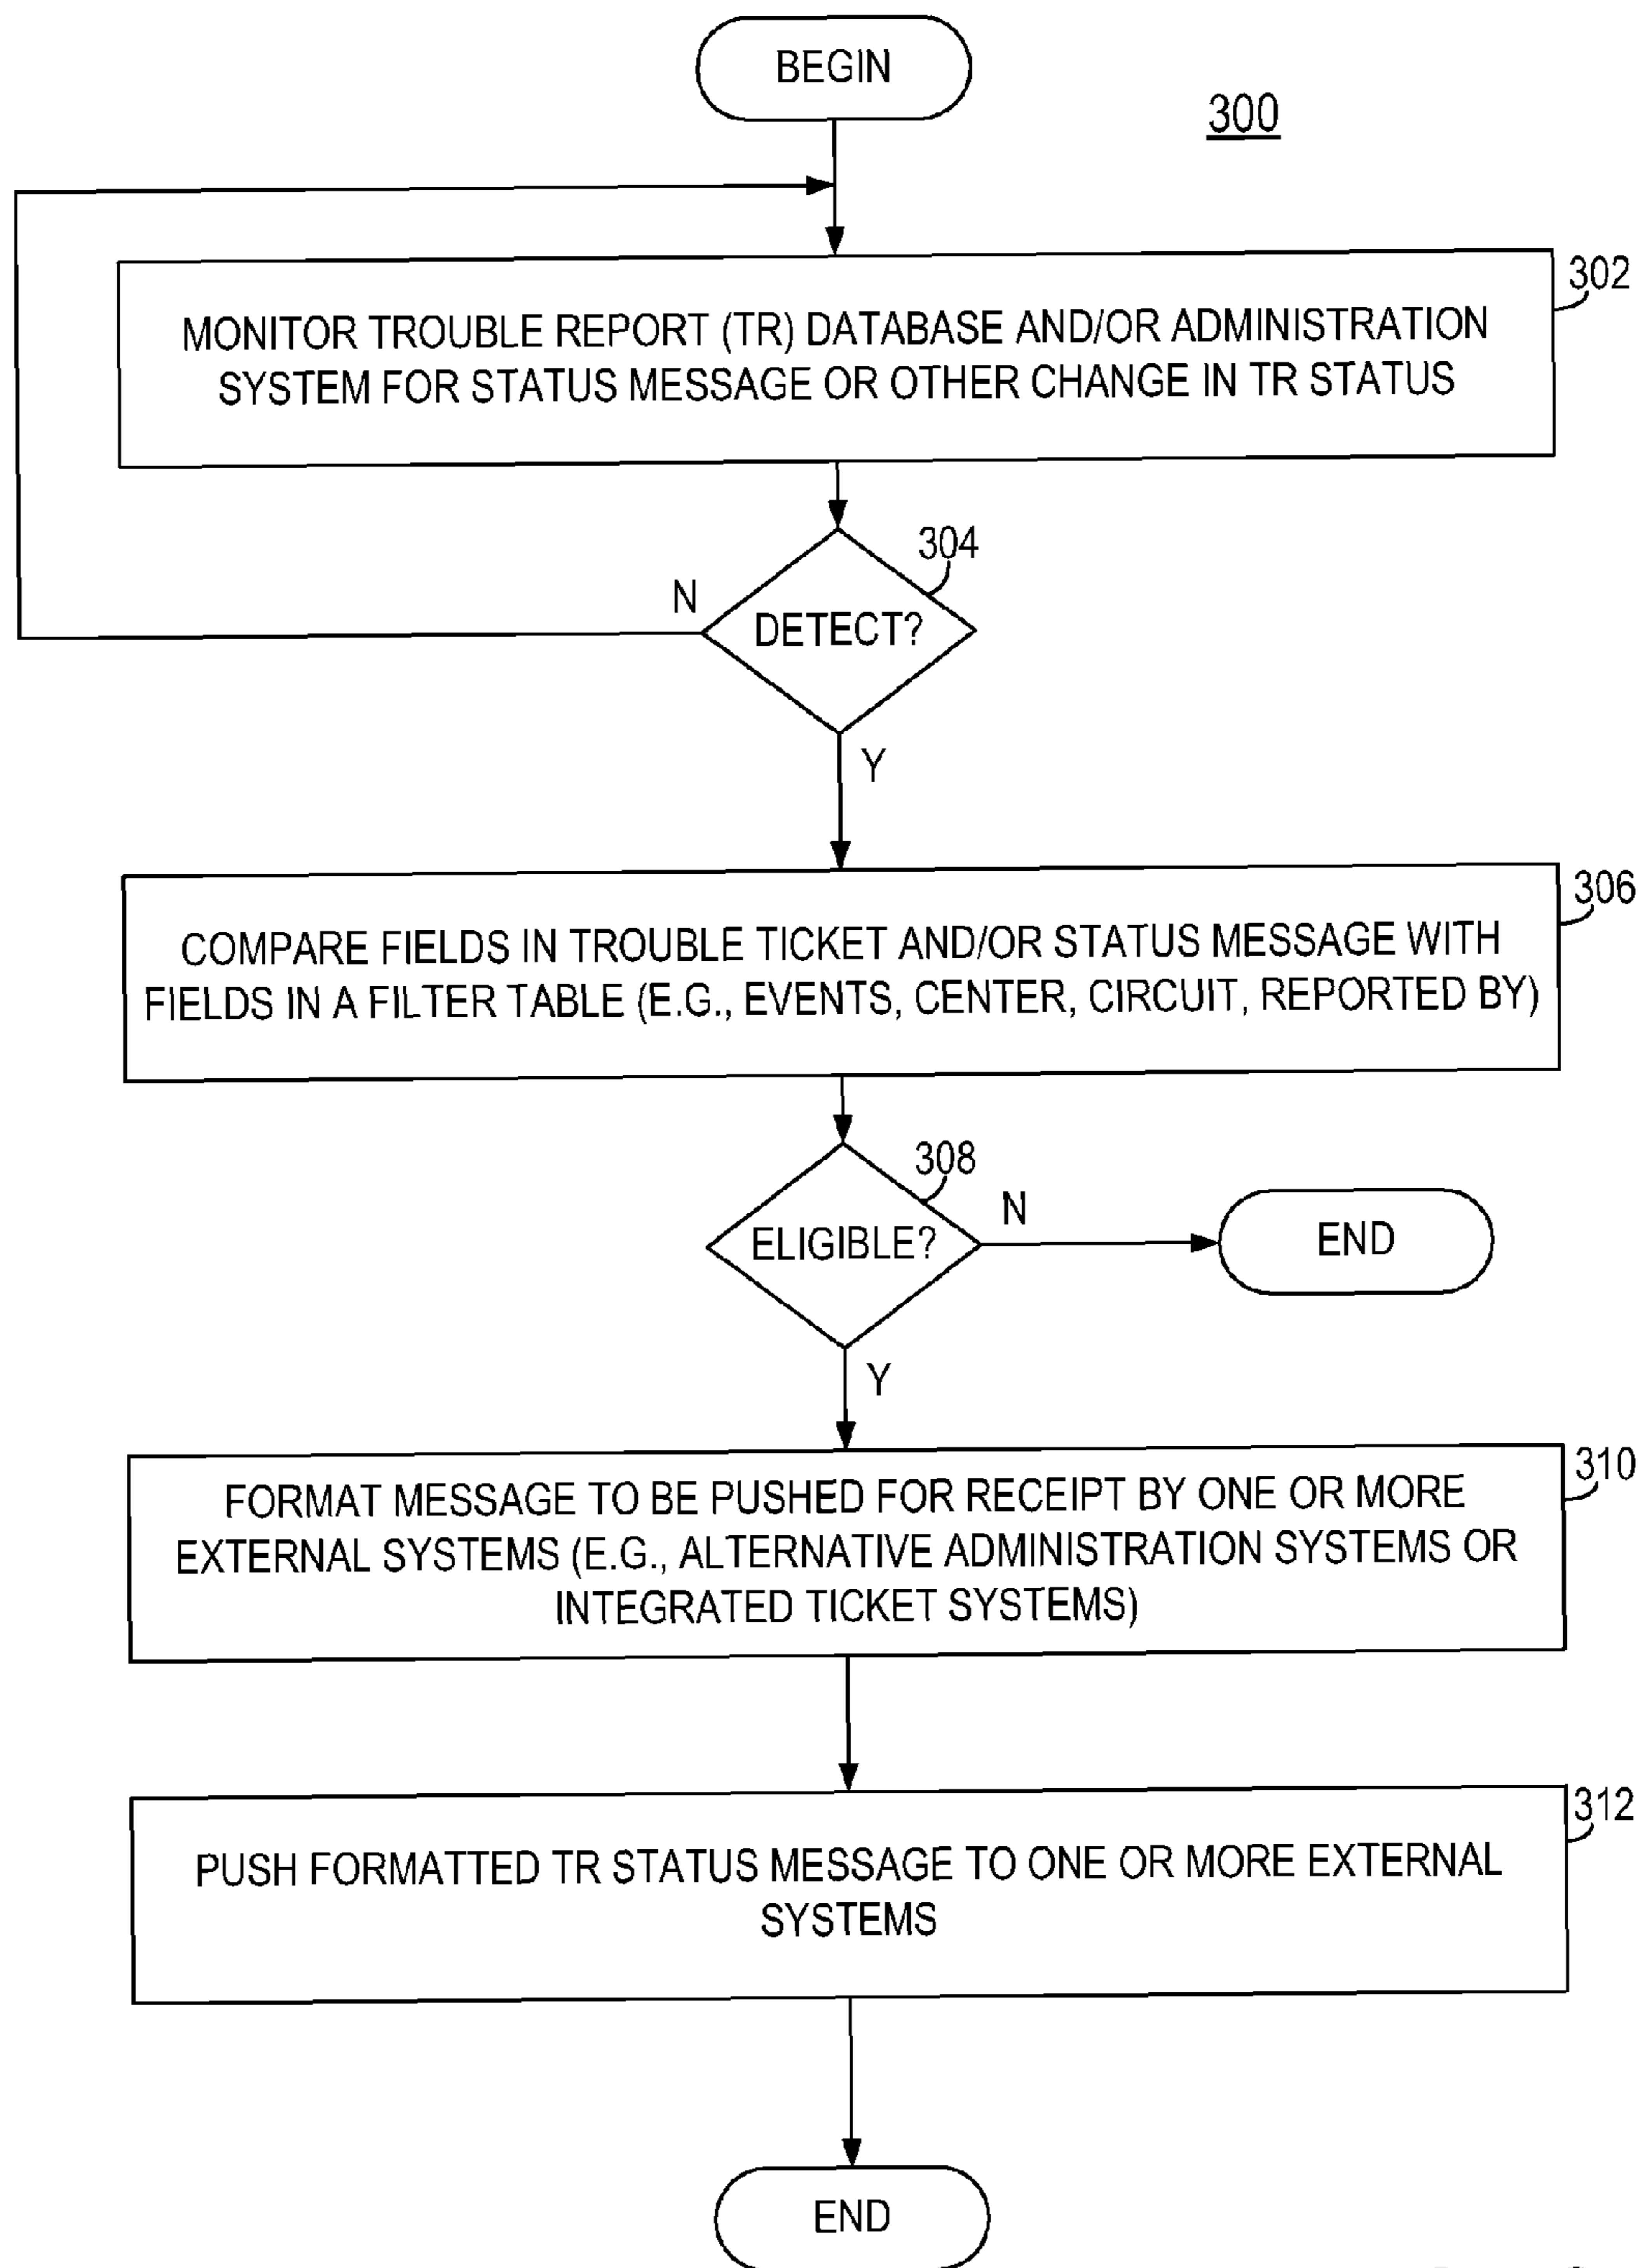 BEGIN
300
302
MONITOR TROUBLE REPORT (TR) DATABASE AND/OR ADMINISTRATION
SYSTEM FOR STATUS MESSAGE OR OTHER CHANGE IN TR STATUS
304
N
DETECT?
Y
306
COMPARE FIELDS IN TROUBLE TICKET AND/OR STATUS MESSAGE WITH
FIELDS IN A FILTER TABLE (E.G., EVENTS, CENTER, CIRCUIT, REPORTED BY)
308
N
ELIGIBLE?
END
Y
310
FORMAT MESSAGE TO BE PUSHED FOR RECEIPT BY ONE OR MORE
EXTERNAL SYSTEMS (E.G., ALTERNATIVE ADMINISTRATION SYSTEMS OR
INTEGRATED TICKET SYSTEMS)
312
PUSH FORMATTED TR STATUS MESSAGE TO ONE OR MORE EXTERNAL
SYSTEMS
END